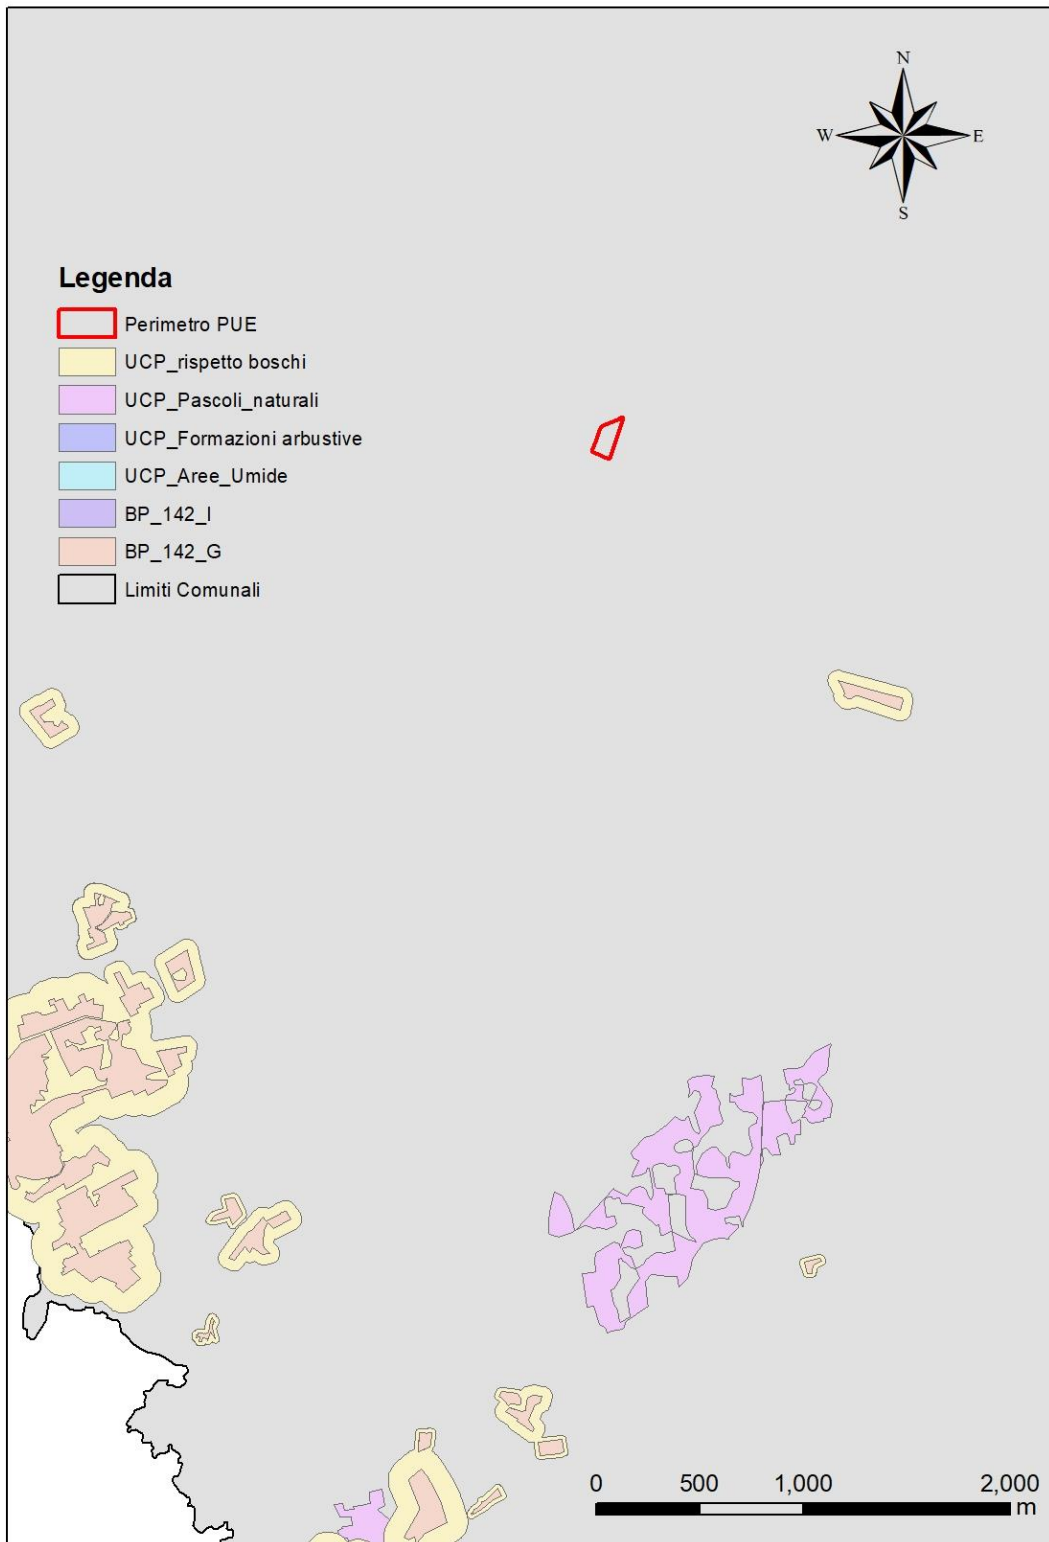 N
W E
S
Legenda
Perimetro PUE
UCP_rispetto boschi
UCP_Pascoli_naturali
UCP_Formazioni arbustive
UCP_Aree_Umide
BP_142_I
BP_142_G
Limiti Comunali
0 500 1,000 2,000
m